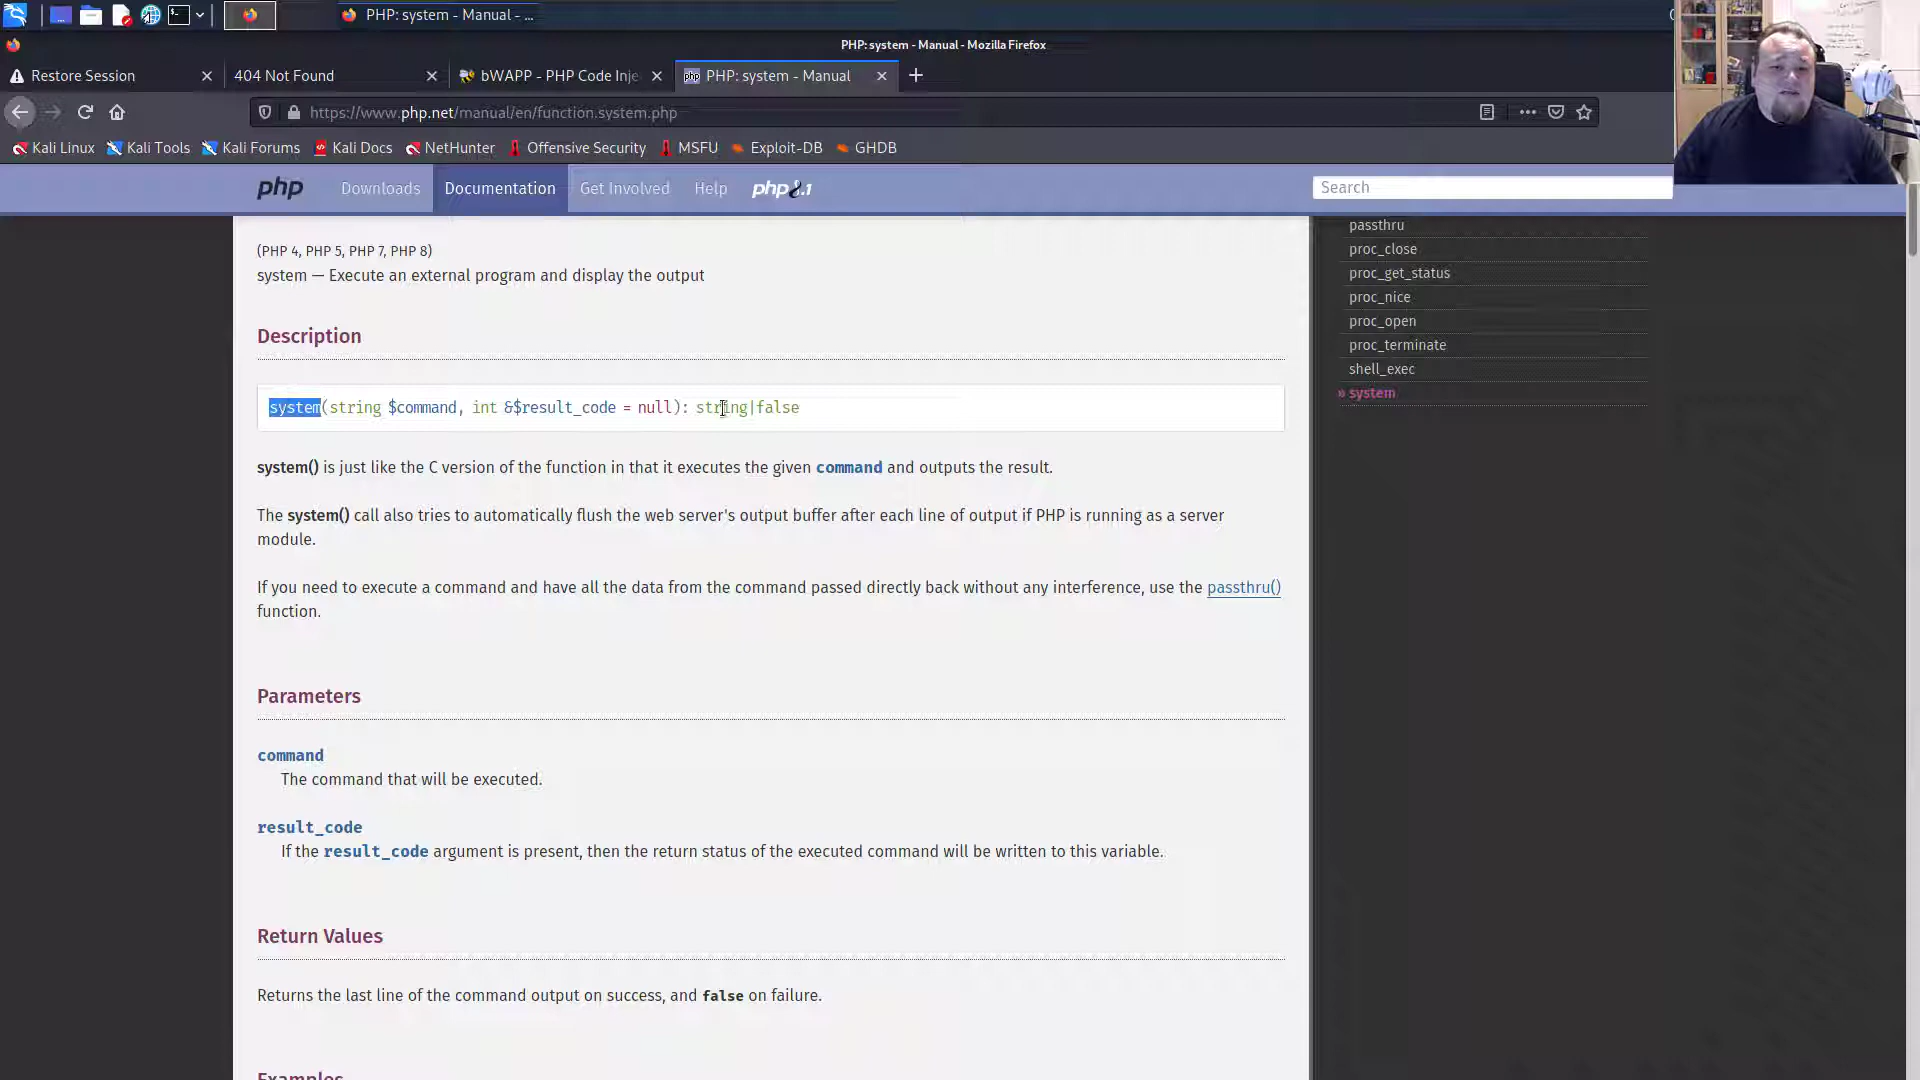 PHP: system - Manual - ...
PHP: system - Manual - Mozilla Firefox
Restore Session
404 Not Found
bWAPP - PHP Code Inje
PHP: system - Manual
https://www.php.net/manual/en/function.system.php
Kali Linux
Kali Tools
Kali Forums
Kali Docs
NetHunter
Offensive Security
MSFU
Exploit-DB
GHDB
php
Downloads
Documentation
Get Involved
Help
php8.1
Search
(PHP 4, PHP 5, PHP 7, PHP 8)
system — Execute an external program and display the output
Description
system(string $command, int &$result_code = null): string|false
system() is just like the C version of the function in that it executes the given command and outputs the result.
The system() call also tries to automatically flush the web server's output buffer after each line of output if PHP is running as a server
module.
If you need to execute a command and have all the data from the command passed directly back without any interference, use the passthru()
function.
Parameters
command
The command that will be executed.
result_code
If the result_code argument is present, then the return status of the executed command will be written to this variable.
Return Values
Returns the last line of the command output on success, and false on failure.
Examples
passthru
proc_close
proc_get_status
proc_nice
proc_open
proc_terminate
shell_exec
» system